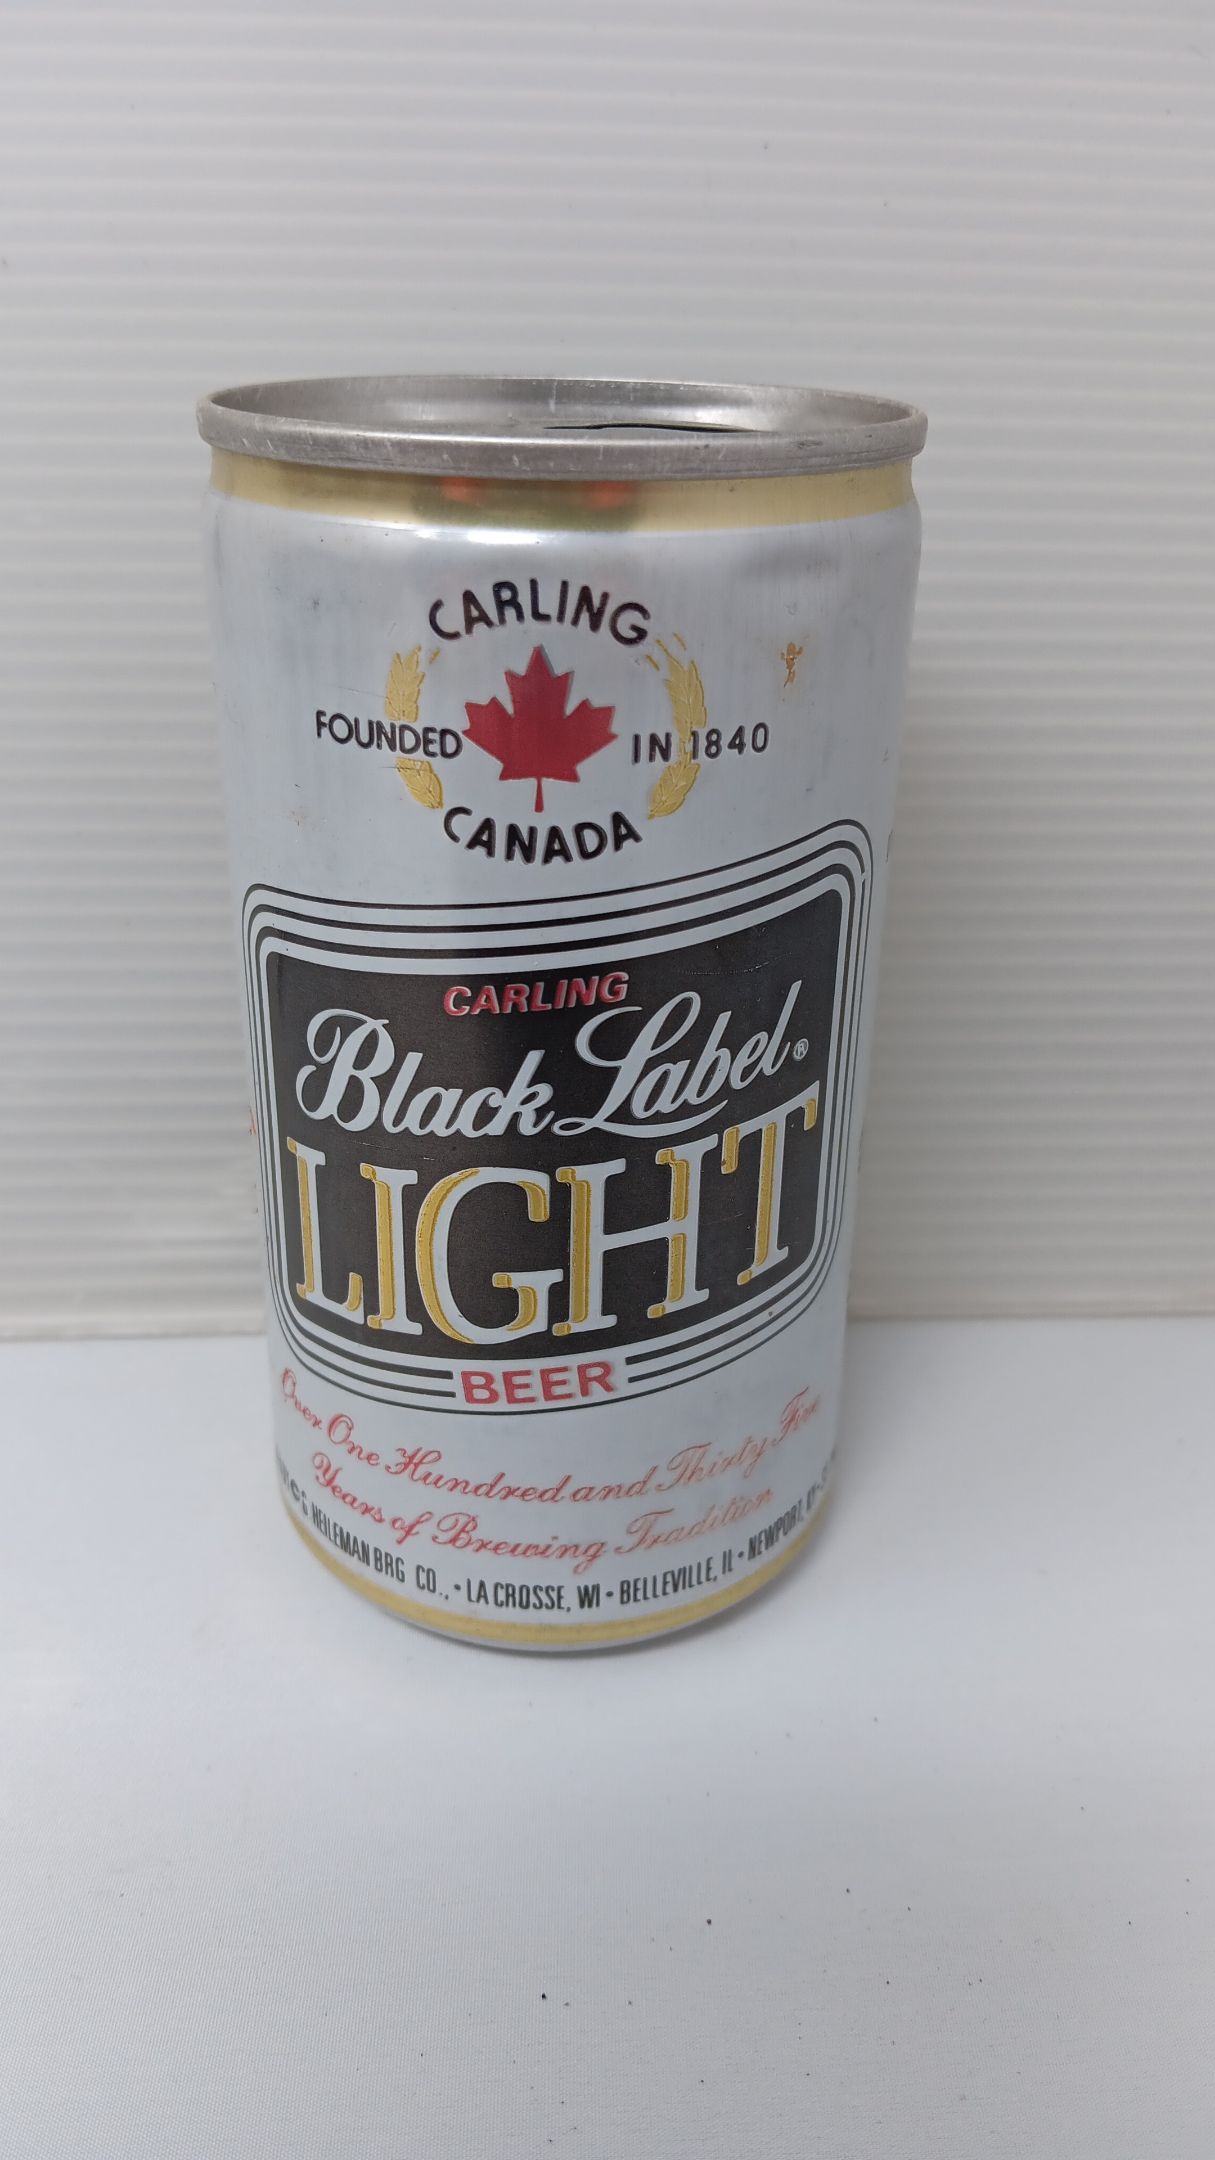 CARLING
FOUNDED IN 1840
CANADA
CARLING
Black Label®
LIGHT
BEER
Over One Hundred and Thirty Five
Years of Brewing Tradition
G HEILEMAN BRG CO., • LA CROSSE, WI • BELLEVILLE, IL • NEWPORT, KY